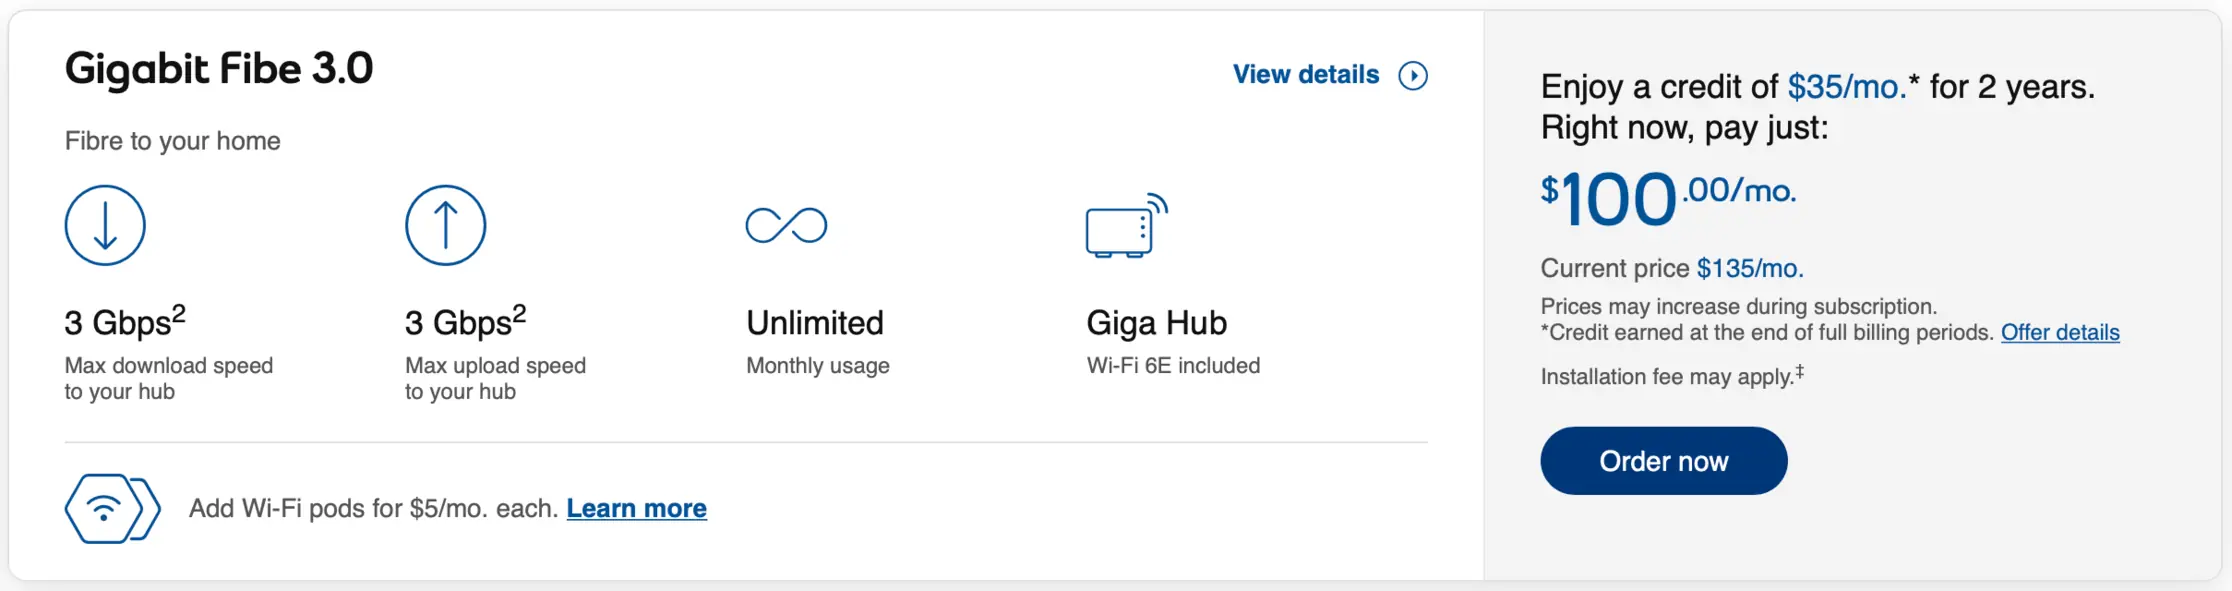 Gigabit Fibe 3.0
View details
Fibre to your home
3 Gbps²
Max download speed
to your hub
3 Gbps²
Max upload speed
to your hub
Unlimited
Monthly usage
Giga Hub
Wi-Fi 6E included
Add Wi-Fi pods for $5/mo. each. Learn more
Enjoy a credit of $35/mo.* for 2 years.
Right now, pay just:
$100.00/mo.
Current price $135/mo.
Prices may increase during subscription.
*Credit earned at the end of full billing periods. Offer details
Installation fee may apply.‡
Order now